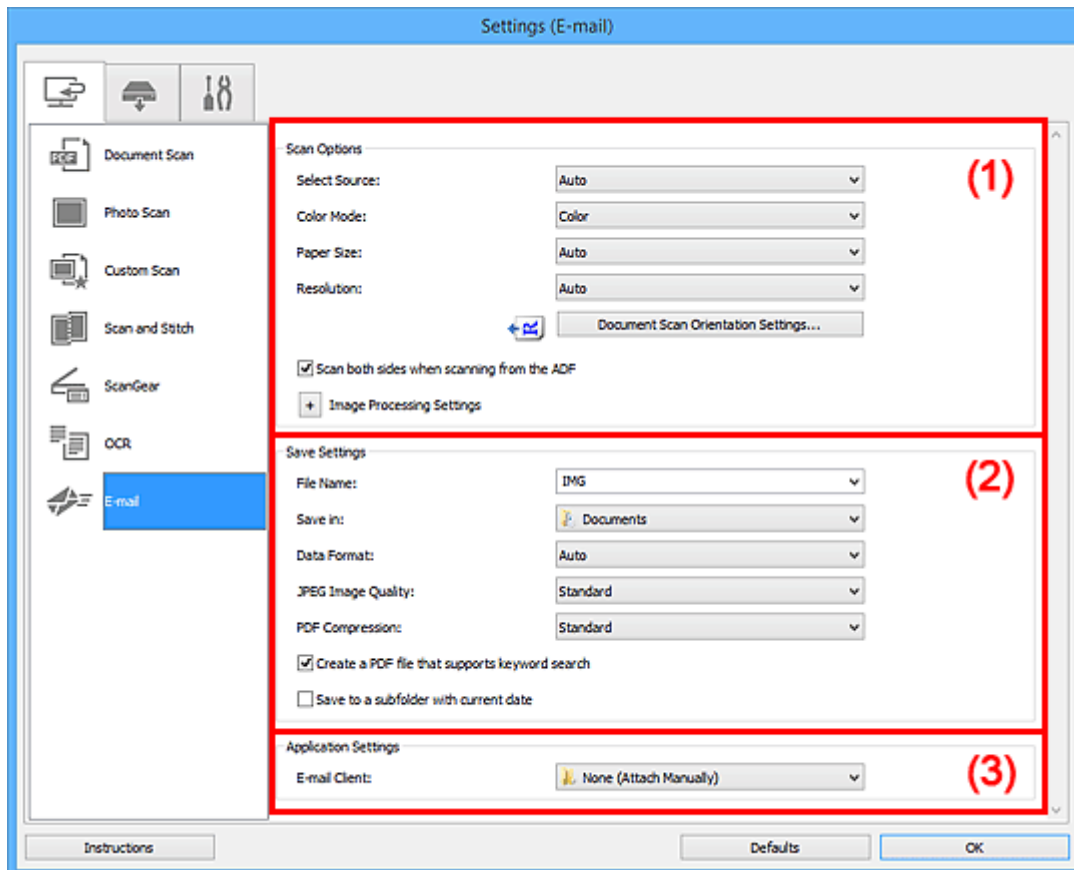 Settings (E-mail)
PDF
Document Scan
Photo Scan
Custom Scan
Scan and Stitch
ScanGear
OCR
E-mail
Scan Options
(1)
Select Source: Auto
Color Mode: Color
Paper Size: Auto
Resolution: Auto
R Document Scan Orientation Settings...
Scan both sides when scanning from the ADF
+ Image Processing Settings
Save Settings
(2)
File Name: IMG
Save in: Documents
Data Format: Auto
JPEG Image Quality: Standard
PDF Compression: Standard
Create a PDF file that supports keyword search
Save to a subfolder with current date
Application Settings
(3)
E-mail Client: None (Attach Manually)
Instructions Defaults OK